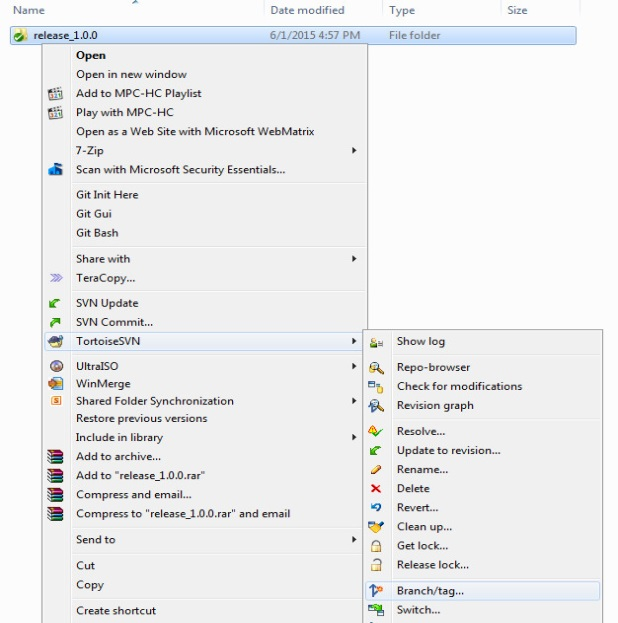 Name Date modified Type Size
release_1.0.0 6/1/2015 4:57 PM File folder
Open
Open in new window
Add to MPC-HC Playlist
Play with MPC-HC
Open as a Web Site with Microsoft WebMatrix
7-Zip
Scan with Microsoft Security Essentials...
Git Init Here
Git Gui
Git Bash
Share with
TeraCopy...
SVN Update
SVN Commit...
TortoiseSVN
UltraISO
WinMerge
Shared Folder Synchronization
Restore previous versions
Include in library
Add to archive...
Add to "release_1.0.0.rar"
Compress and email...
Compress to "release_1.0.0.rar" and email
Send to
Cut
Copy
Create shortcut
Show log
Repo-browser
Check for modifications
Revision graph
Resolve...
Update to revision...
Rename...
Delete
Revert...
Clean up...
Get lock...
Release lock...
Branch/tag...
Switch...